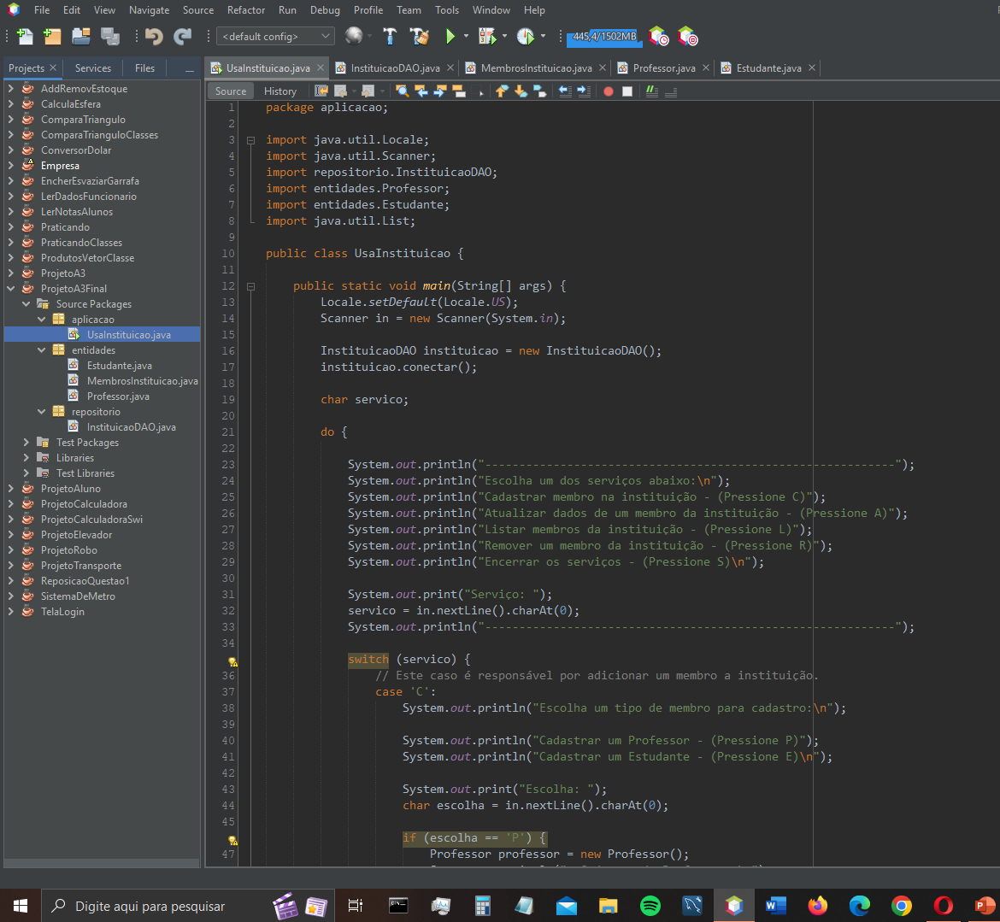 File Edit View Navigate Source Refactor Run Debug Profile Team Tools Window Help
<default config>
445,4/1502MB
Projects Services Files
UsaInstituicao.java InstituicaoDAO.java MembrosInstituicao.java Professor.java Estudante.java
Source History
AddRemovEstoque
CalculaEsfera
ComparaTriangulo
ComparaTrianguloClasses
ConversorDolar
Empresa
EncherEsvaziarGarrafa
LerDadosFuncionario
LerNotasAlunos
Praticando
PraticandoClasses
ProdutosVetorClasse
ProjetoA3
ProjetoA3Final
Source Packages
aplicacao
UsaInstituicao.java
entidades
Estudante.java
MembrosInstituicao.java
Professor.java
repositorio
InstituicaoDAO.java
Test Packages
Libraries
Test Libraries
ProjetoAluno
ProjetoCalculadora
ProjetoCalculadoraSwi
ProjetoElevador
ProjetoRobo
ProjetoTransporte
ReposicaoQuestao1
SistemaDeMetro
TelaLogin
1 package aplicacao;
2
3 import java.util.Locale;
4 import java.util.Scanner;
5 import repositorio.InstituicaoDAO;
6 import entidades.Professor;
7 import entidades.Estudante;
8 import java.util.List;
9
10 public class UsaInstituicao {
11
12 public static void main(String[] args) {
13 Locale.setDefault(Locale.US);
14 Scanner in = new Scanner(System.in);
15
16 InstituicaoDAO instituicao = new InstituicaoDAO();
17 instituicao.conectar();
18
19 char servico;
20
21 do {
22
23 System.out.println("------------------------------------------------------------");
24 System.out.println("Escolha um dos serviços abaixo:\n");
25 System.out.println("Cadastrar membro na instituição - (Pressione C)");
26 System.out.println("Atualizar dados de um membro da instituição - (Pressione A)");
27 System.out.println("Listar membros da instituição - (Pressione L)");
28 System.out.println("Remover um membro da instituição - (Pressione R)");
29 System.out.println("Encerrar os serviços - (Pressione S)\n");
30
31 System.out.print("Serviço: ");
32 servico = in.nextLine().charAt(0);
33 System.out.println("------------------------------------------------------------");
34
switch (servico) {
36 // Este caso é responsável por adicionar um membro a instituição.
37 case 'C':
38 System.out.println("Escolha um tipo de membro para cadastro:\n");
39
40 System.out.println("Cadastrar um Professor - (Pressione P)");
41 System.out.println("Cadastrar um Estudante - (Pressione E)\n");
42
43 System.out.print("Escolha: ");
44 char escolha = in.nextLine().charAt(0);
45
if (escolha == 'P') {
47 Professor professor = new Professor();
Digite aqui para pesquisar